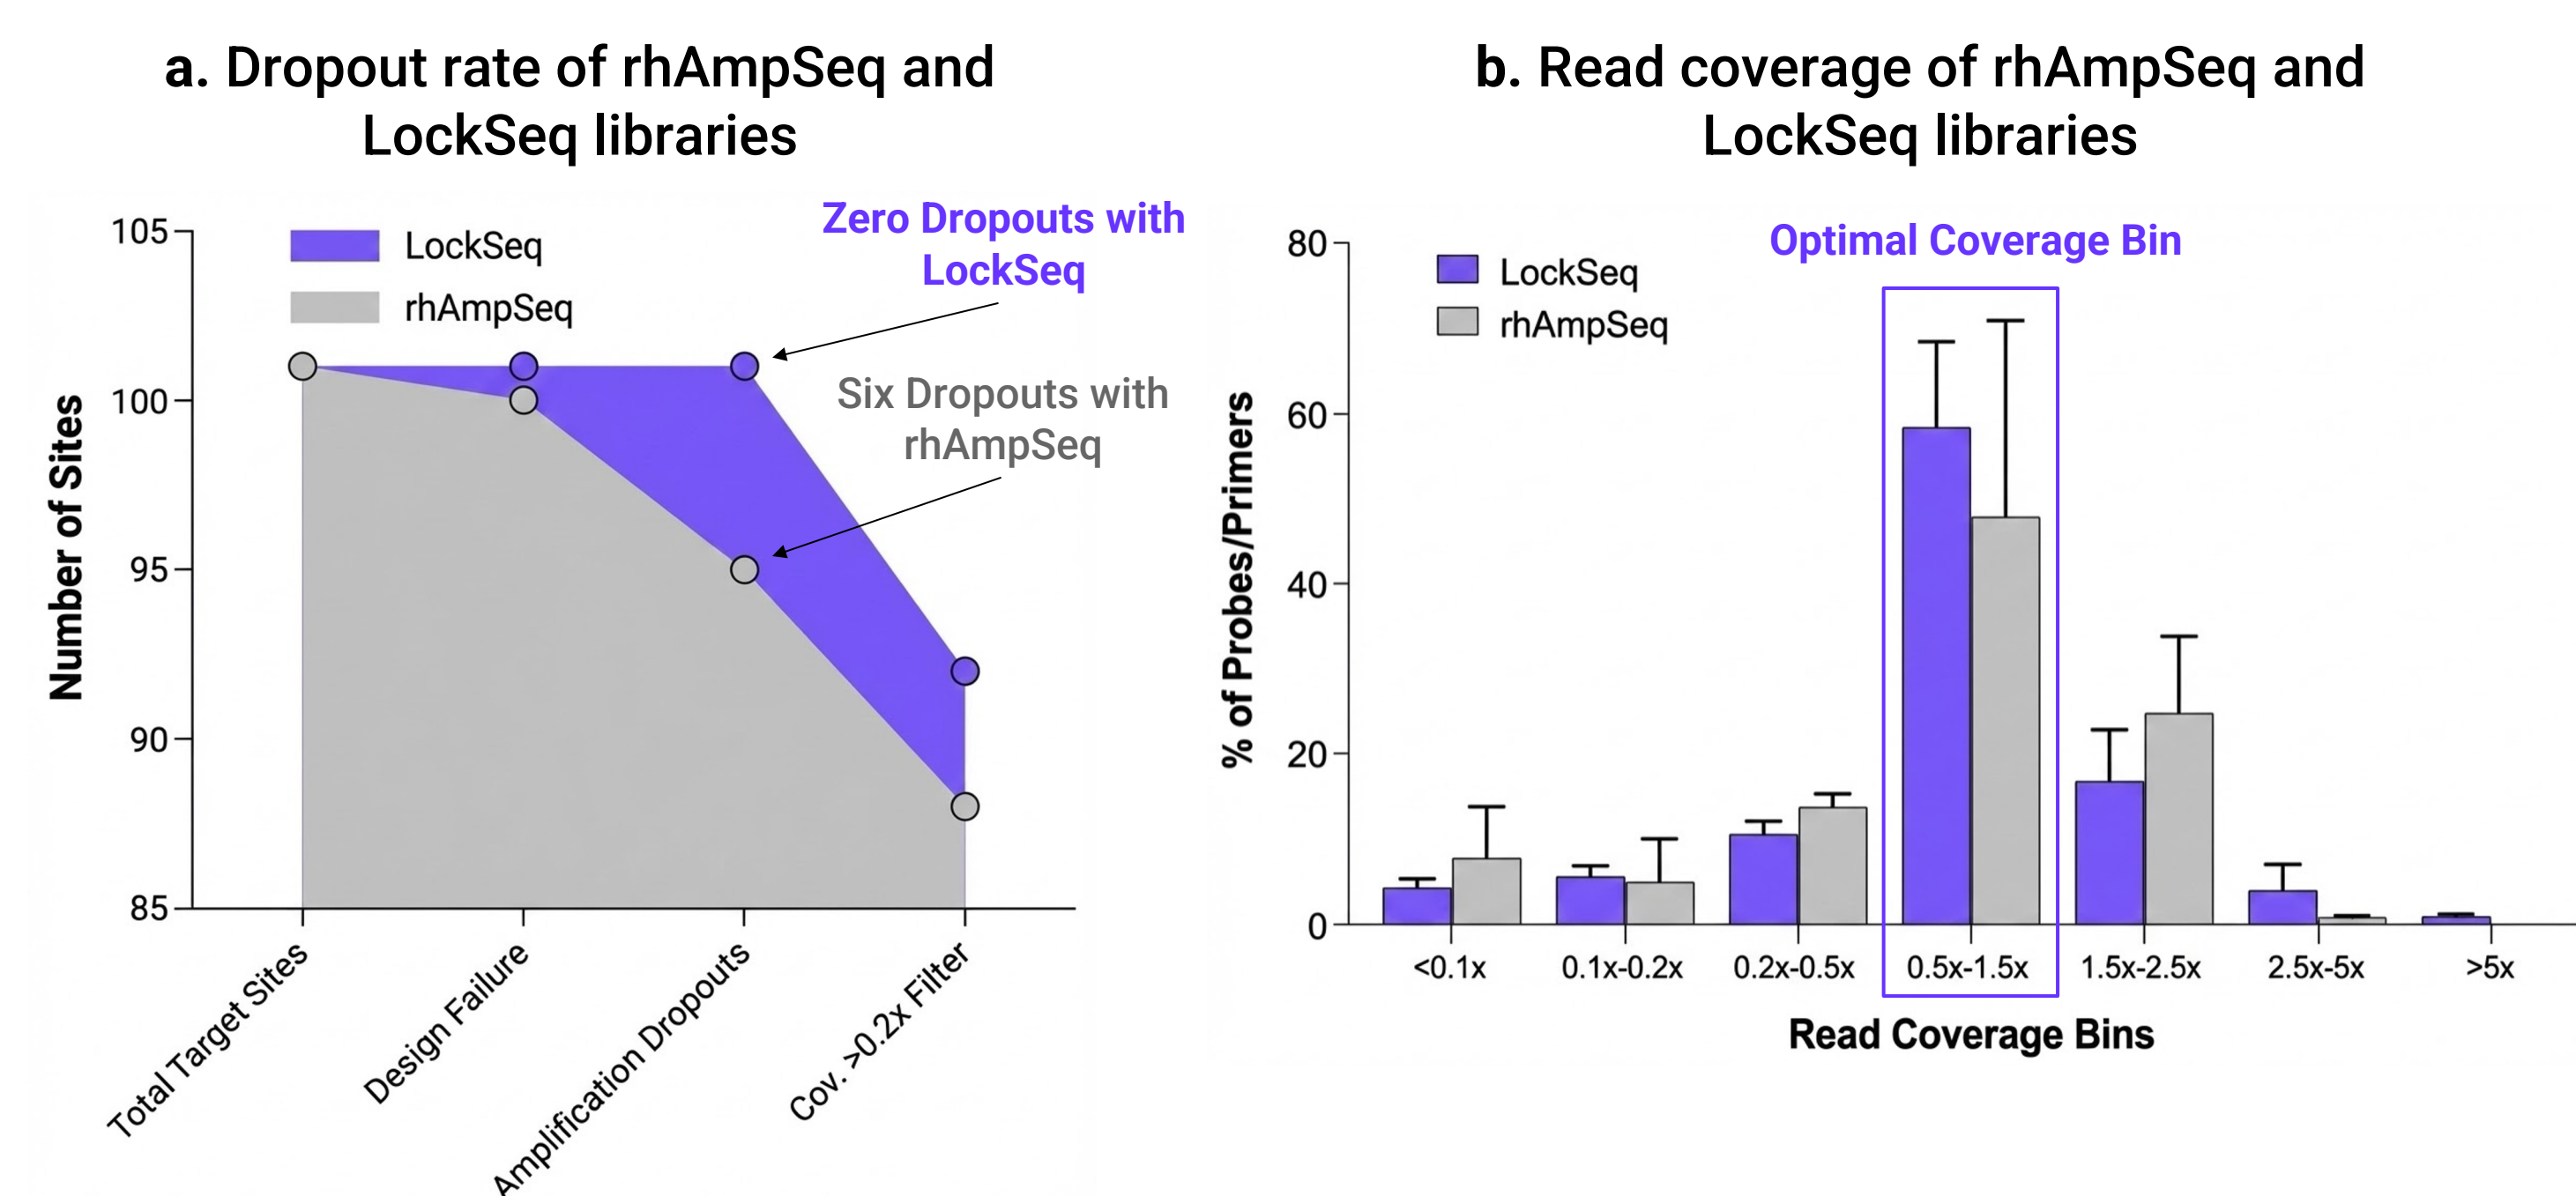 a. Dropout rate of rhAmpSeq and
LockSeq libraries
105
100
95
90
85
Number of Sites
LockSeq
rhAmpSeq
Zero Dropouts with
LockSeq
Six Dropouts with
rhAmpSeq
Total Target Sites
Design Failure
Amplification Dropouts
Cov. >0.2x Filter
b. Read coverage of rhAmpSeq and
LockSeq libraries
80
60
40
20
0
% of Probes/Primers
LockSeq
rhAmpSeq
Optimal Coverage Bin
<0.1x
0.1x-0.2x
0.2x-0.5x
0.5x-1.5x
1.5x-2.5x
2.5x-5x
>5x
Read Coverage Bins